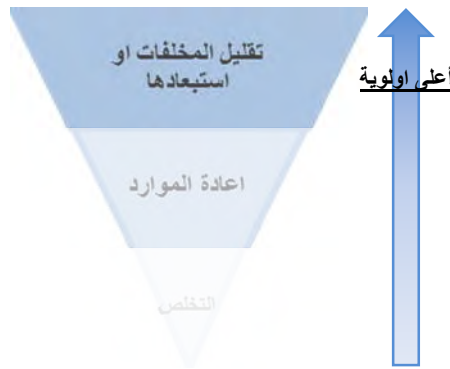 تقليل المخلفات او
استبعادها
أعلى اولوية
اعادة الموارد
التخلص